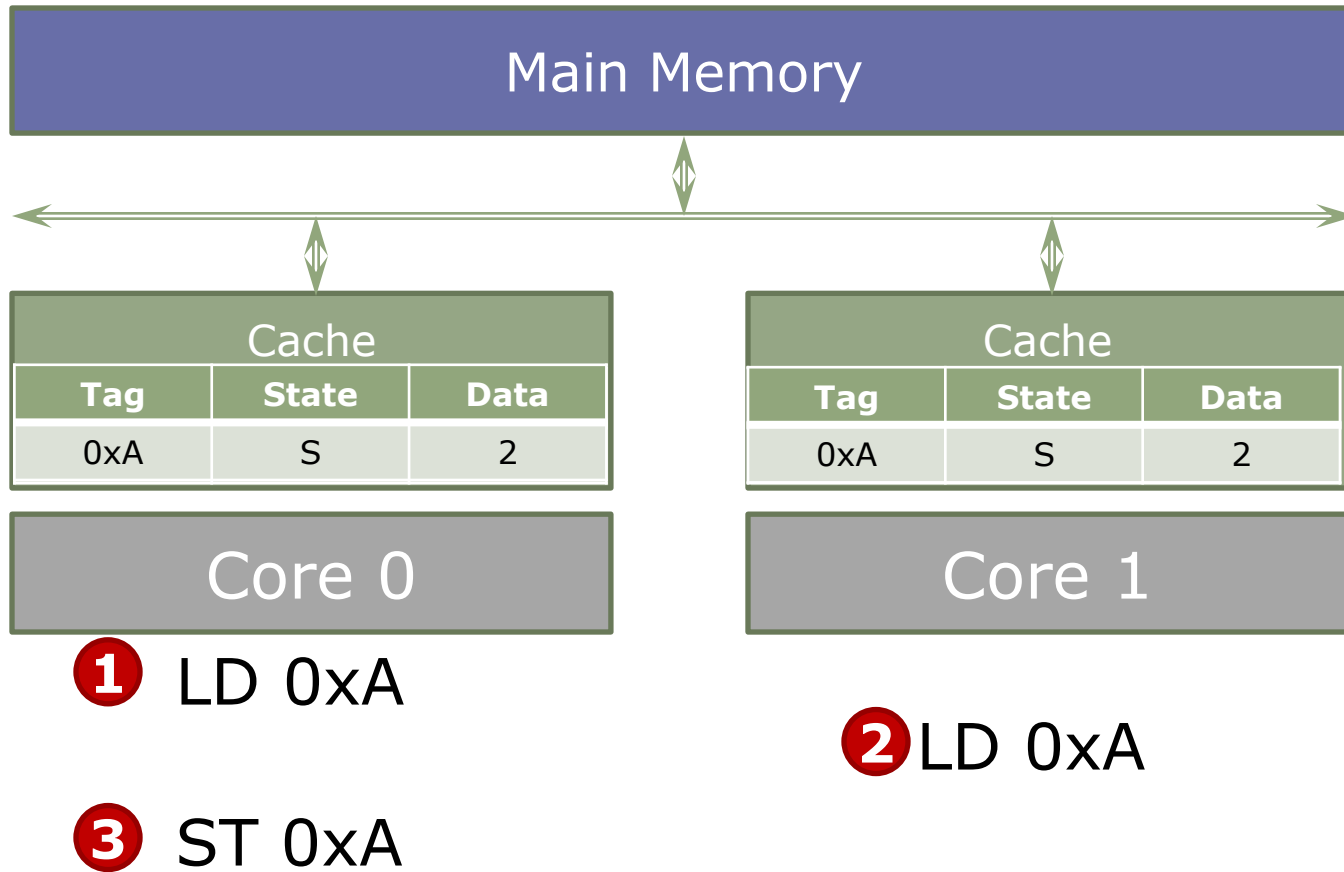 Main Memory
Cache
Tag State Data
0xA S 2
Cache
Tag State Data
0xA S 2
Core 0
Core 1
1 LD 0xA
2 LD 0xA
3 ST 0xA